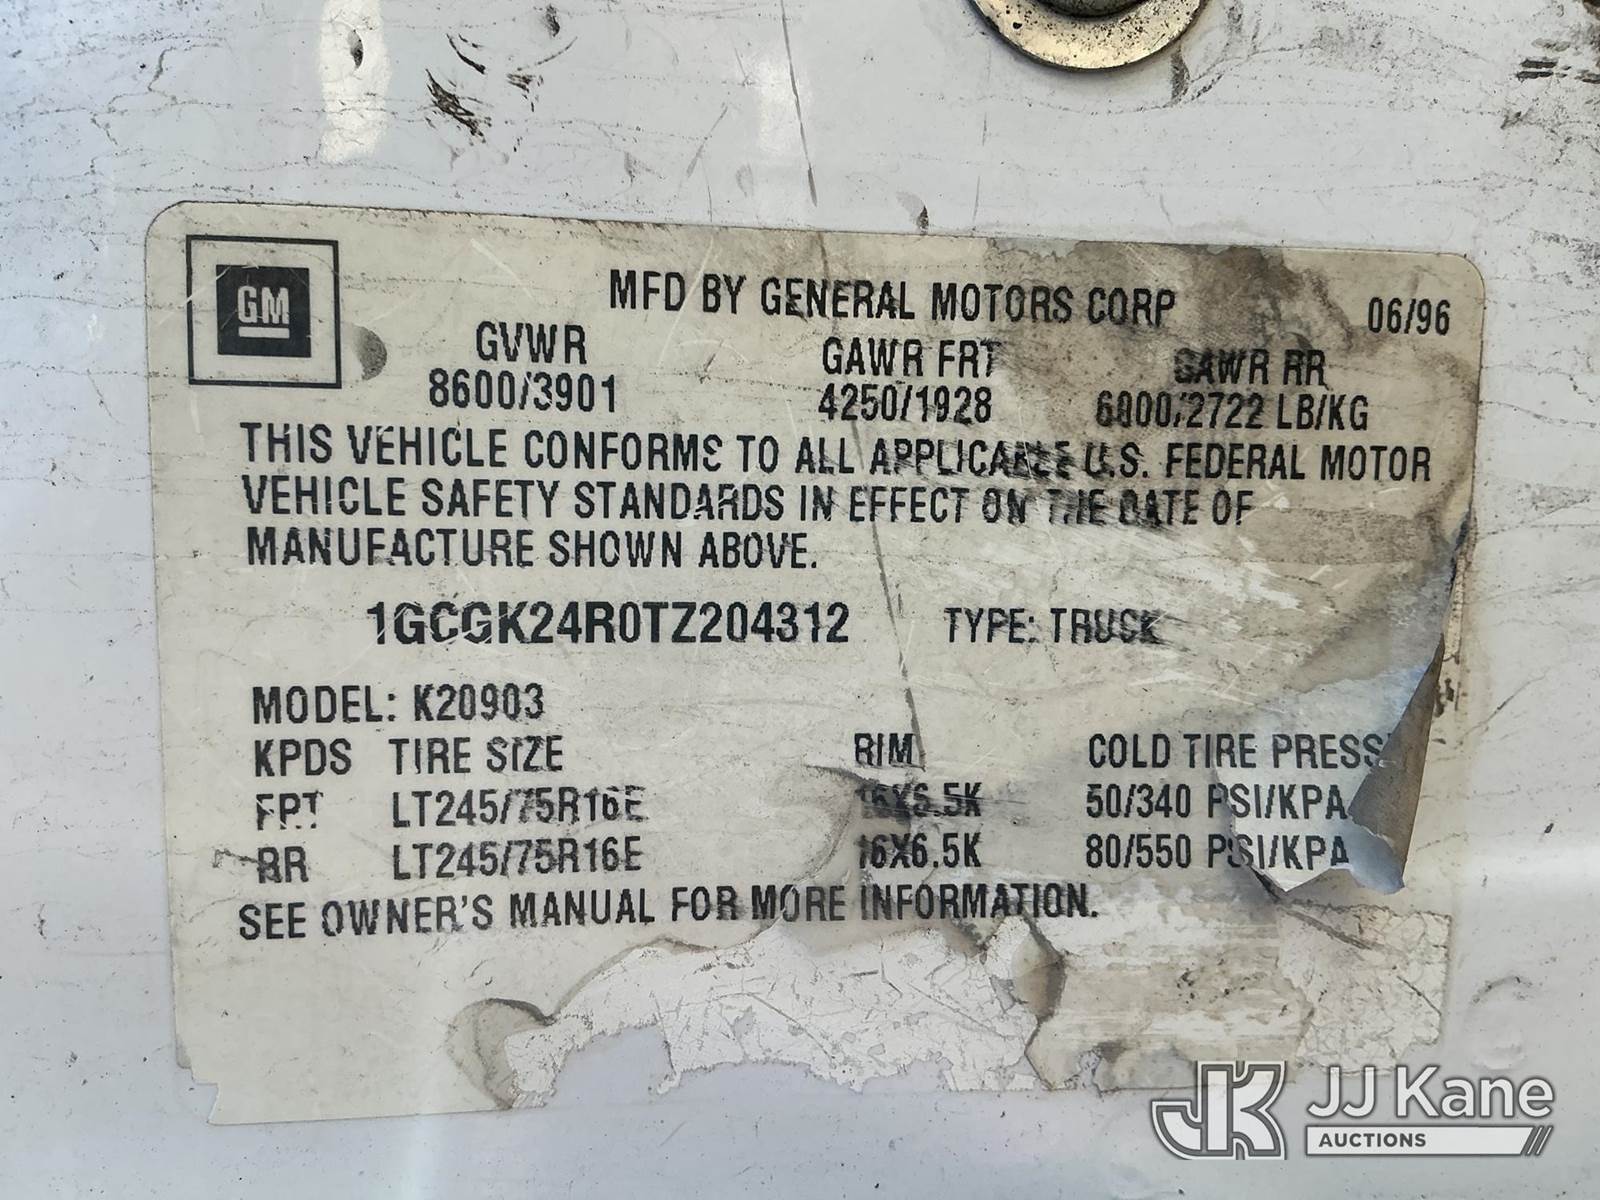 GM
MFD BY GENERAL MOTORS CORP 06/96
GVWR GAWR FRT GAWR RR
8600/3901 4250/1928 6000/2722 LB/KG
THIS VEHICLE CONFORMS TO ALL APPLICABLE U.S. FEDERAL MOTOR
VEHICLE SAFETY STANDARDS IN EFFECT ON THE DATE OF
MANUFACTURE SHOWN ABOVE.
1GCGK24R0TZ204312 TYPE: TRUCK
MODEL: K20903
KPDS TIRE SIZE RIM COLD TIRE PRESS
FRT LT245/75R16E 16X6.5K 50/340 PSI/KPA
RR LT245/75R16E 16X6.5K 80/550 PSI/KPA
SEE OWNER'S MANUAL FOR MORE INFORMATION.
JK JJ Kane
AUCTIONS